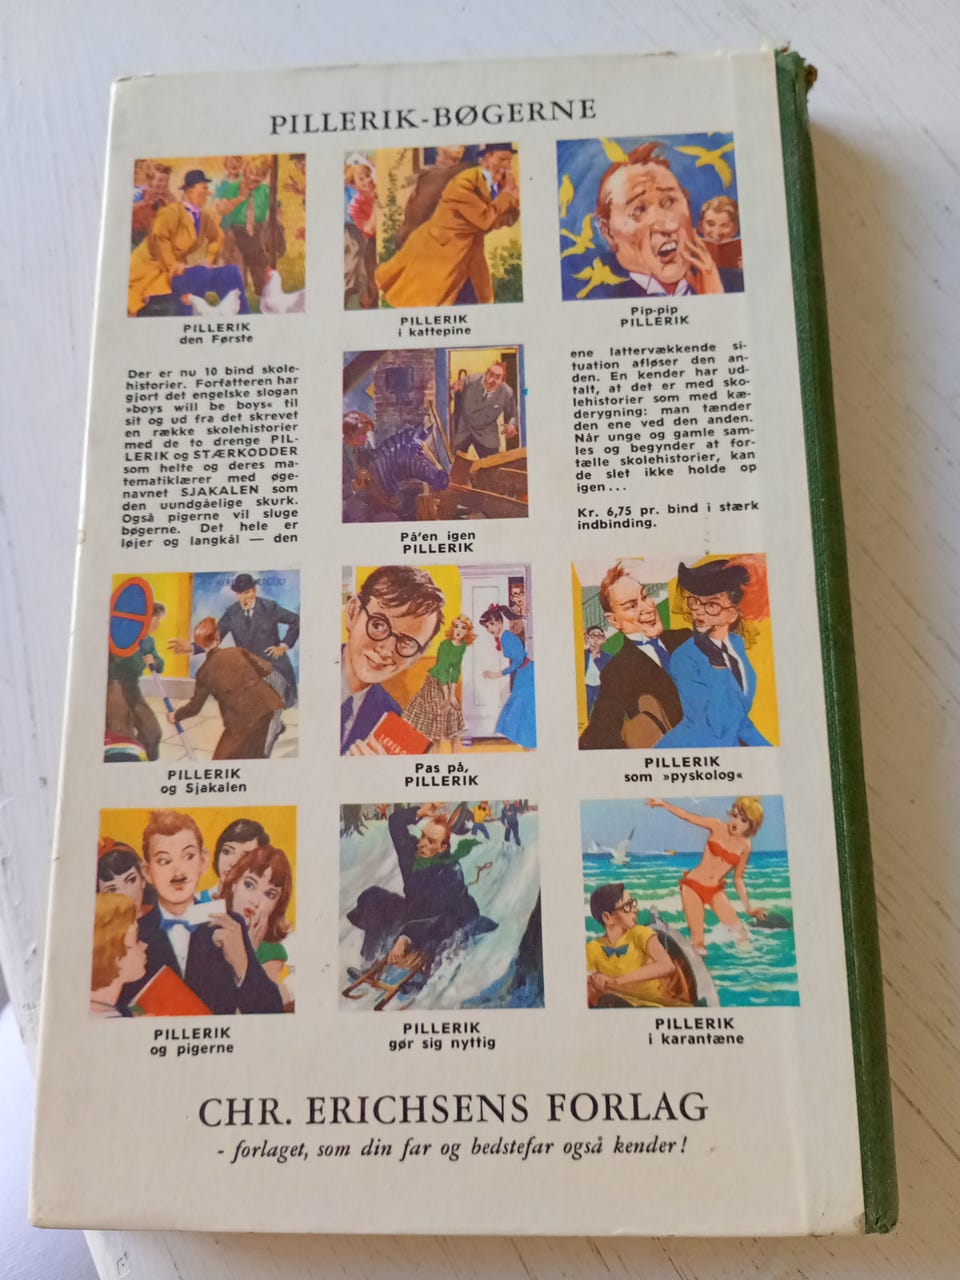 PILLERIK-BØGERNE
PILLERIK
den Første
PILLERIK
i kattepine
Pip-pip
PILLERIK
Der er nu 10 bind skole-
historier. Forfatteren har
gjort det engelske slogan
»boys will be boys« til
sit og ud fra det skrevet
en række skolehistorier
med de to drenge PIL-
LERIK og STÆRKODDER
som helte og deres ma-
tematiklærer med øge-
navnet SJAKALEN som
den uundgåelige skurk.
Også pigerne vil sluge
bøgerne. Det hele er
løjer og langkål — den
ene lattervækkende si-
tuation afløser den an-
den. En kender har ud-
talt, at det er med sko-
lehistorier som med kæ-
derygning: man tænder
den ene ved den anden.
Når unge og gamle sam-
les og begynder at for-
tælle skolehistorier, kan
de slet ikke holde op
igen...
Kr. 6,75 pr. bind i stærk
indbinding.
På'en igen
PILLERIK
PILLERIK
og Sjakalen
LÆREBO
Pas på,
PILLERIK
PILLERIK
som »pyskolog«
PILLERIK
og pigerne
PILLERIK
gør sig nyttig
PILLERIK
i karantæne
CHR. ERICHSENS FORLAG
- forlaget, som din far og bedstefar også kender!